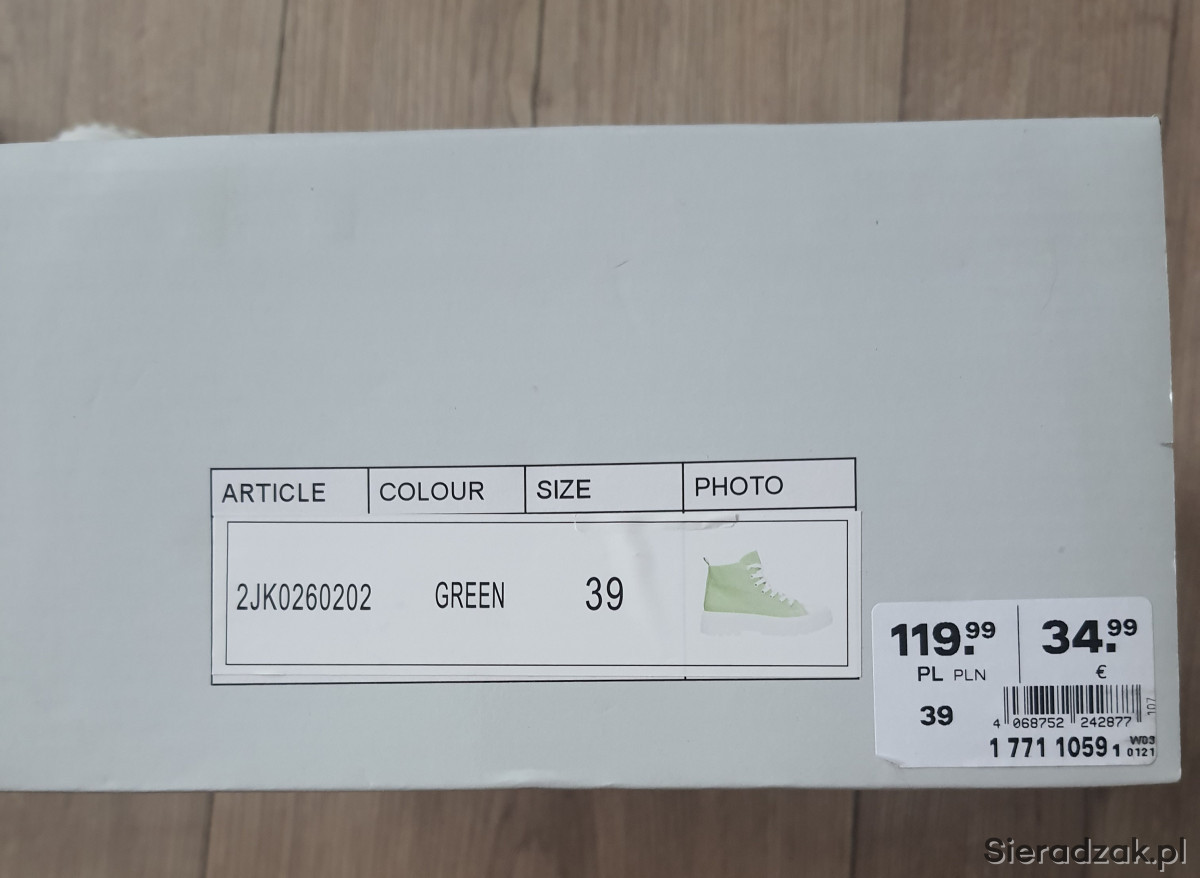 ARTICLE COLOUR SIZE PHOTO
2JK0260202 GREEN 39
119.99 34.99
PL PLN €
39
107
4 068752 242877
1 771 1059 1 W03 0121
Sieradzak.pl